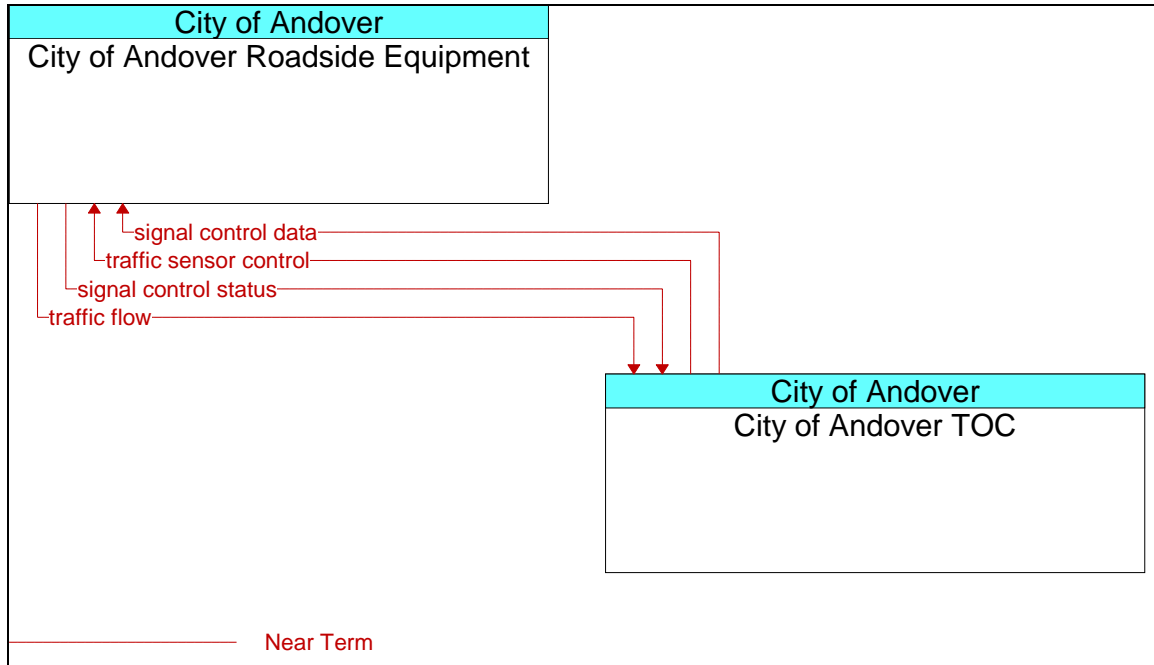 City of Andover
City of Andover Roadside Equipment
signal control data
traffic sensor control
signal control status
traffic flow
City of Andover
City of Andover TOC
Near Term